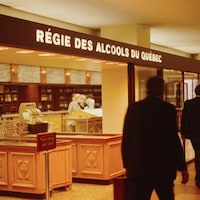 RÉGIE DES ALCOOLS DU QUÉBEC